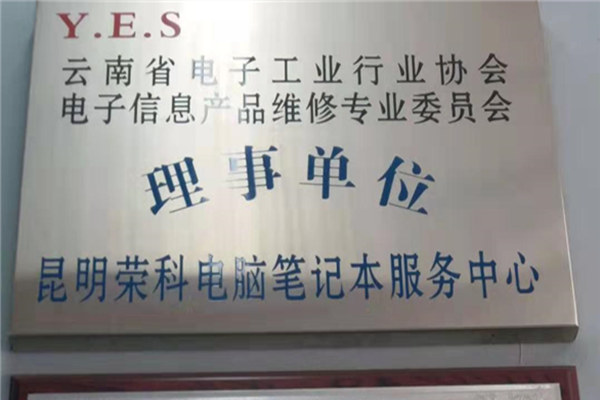 Y.E.S
云南省电子工业行业协会
电子信息产品维修专业委员会
理事单位
昆明荣科电脑笔记本服务中心